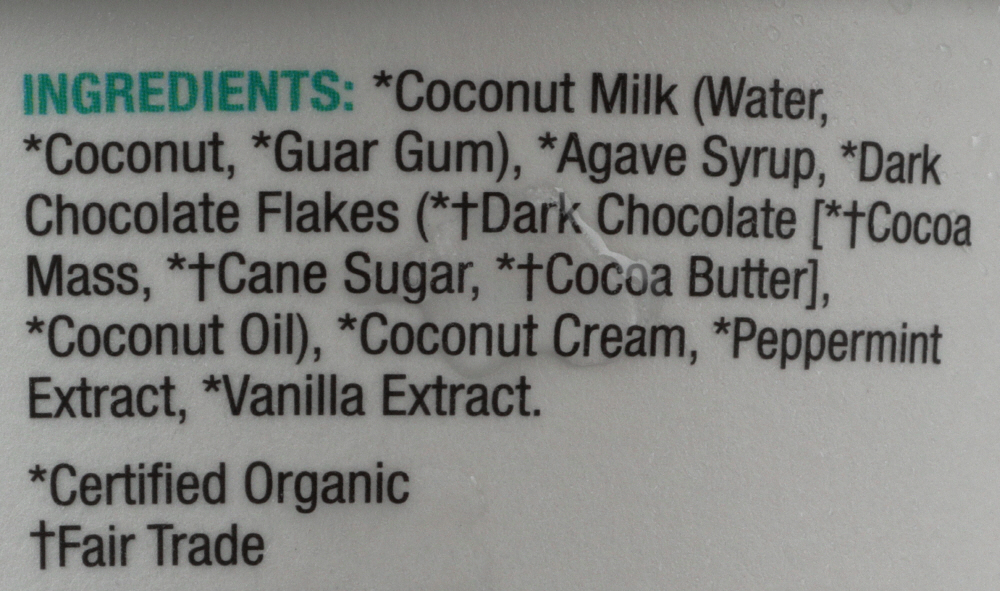 INGREDIENTS: *Coconut Milk (Water,
*Coconut, *Guar Gum), *Agave Syrup, *Dark
Chocolate Flakes (*†Dark Chocolate [*†Cocoa
Mass, *†Cane Sugar, *†Cocoa Butter],
*Coconut Oil), *Coconut Cream, *Peppermint
Extract, *Vanilla Extract.
*Certified Organic
†Fair Trade